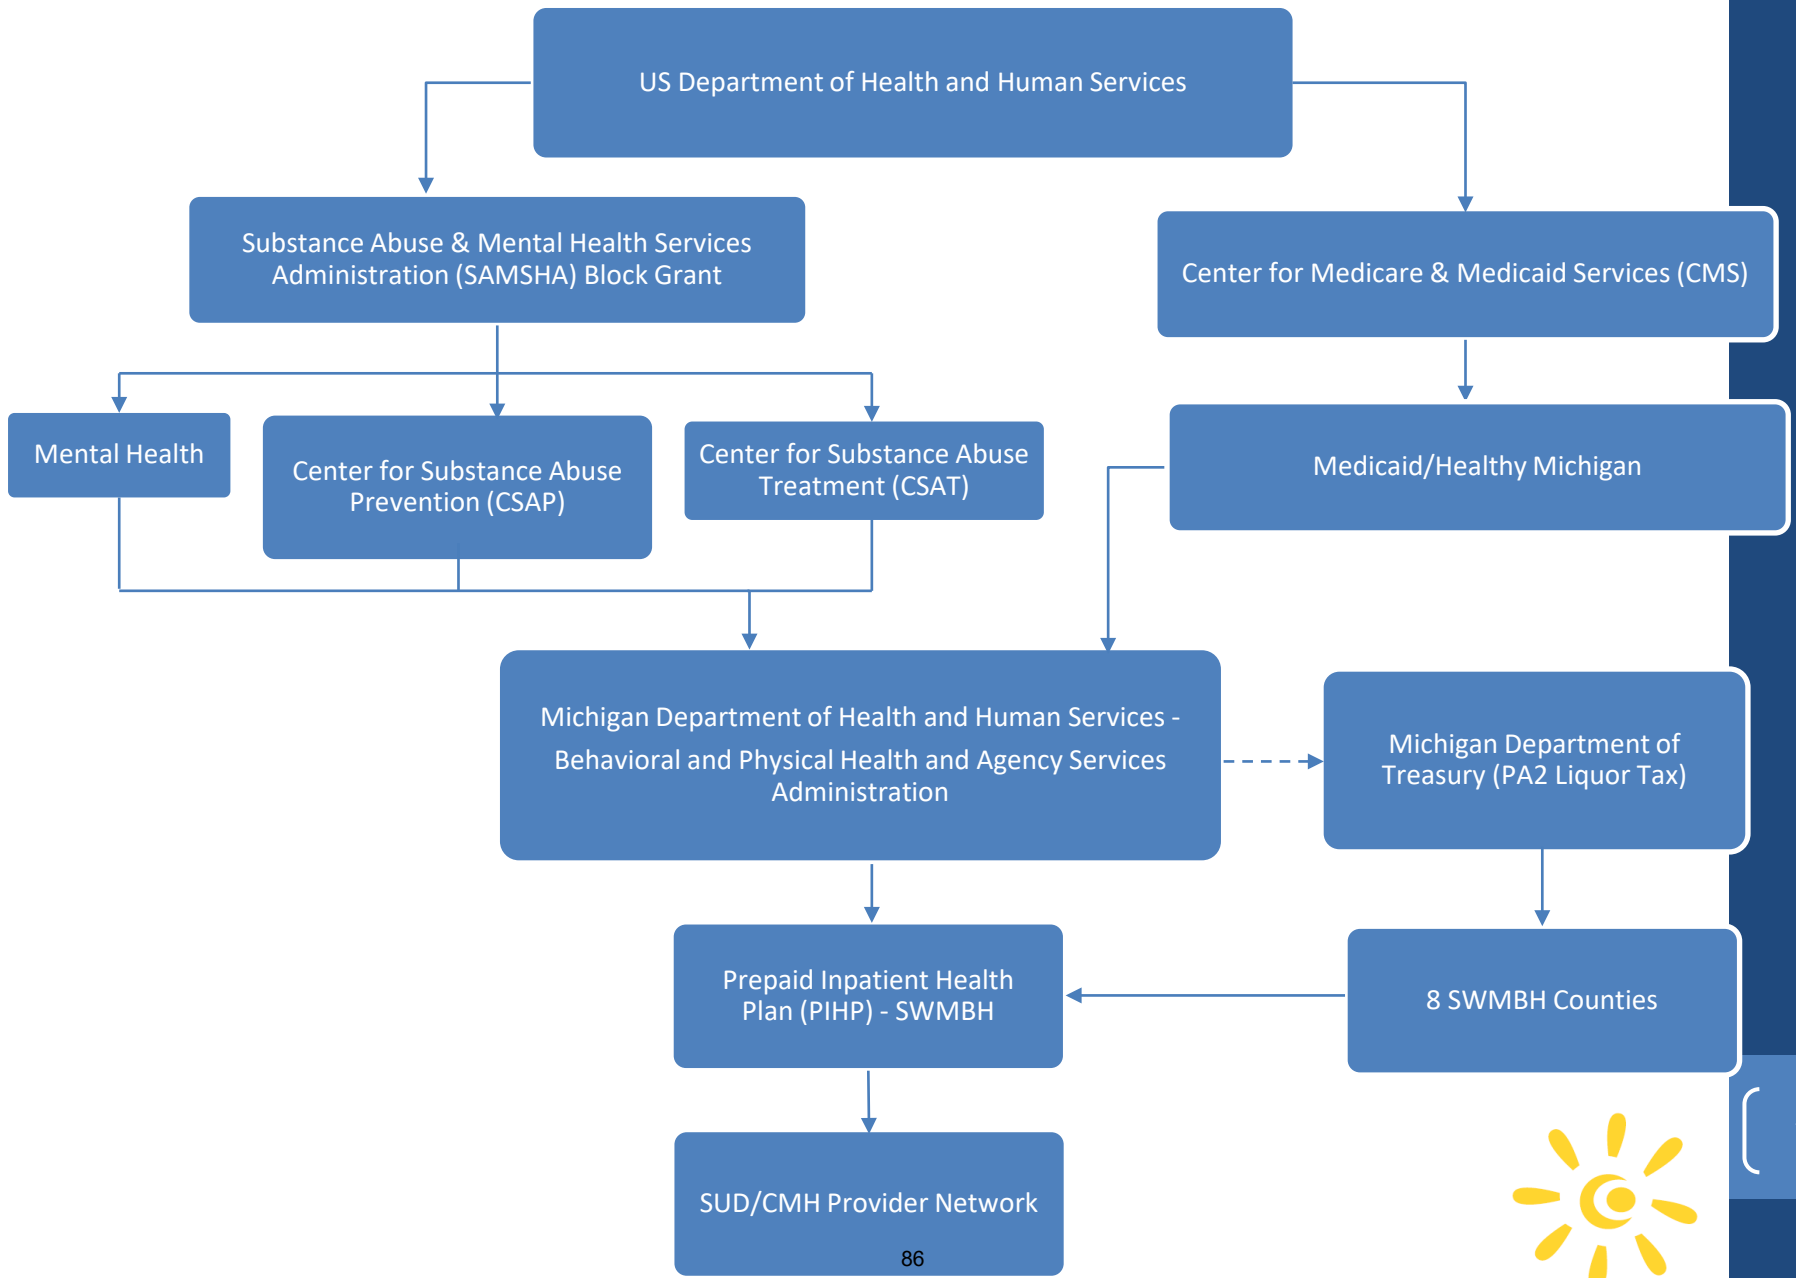 US Department of Health and Human Services
Substance Abuse & Mental Health Services
Administration (SAMSHA) Block Grant
Center for Medicare & Medicaid Services (CMS)
Mental Health
Center for Substance Abuse
Prevention (CSAP)
Center for Substance Abuse
Treatment (CSAT)
Medicaid/Healthy Michigan
Michigan Department of Health and Human Services -
Behavioral and Physical Health and Agency Services
Administration
Michigan Department of
Treasury (PA2 Liquor Tax)
Prepaid Inpatient Health
Plan (PIHP) - SWMBH
8 SWMBH Counties
SUD/CMH Provider Network
86